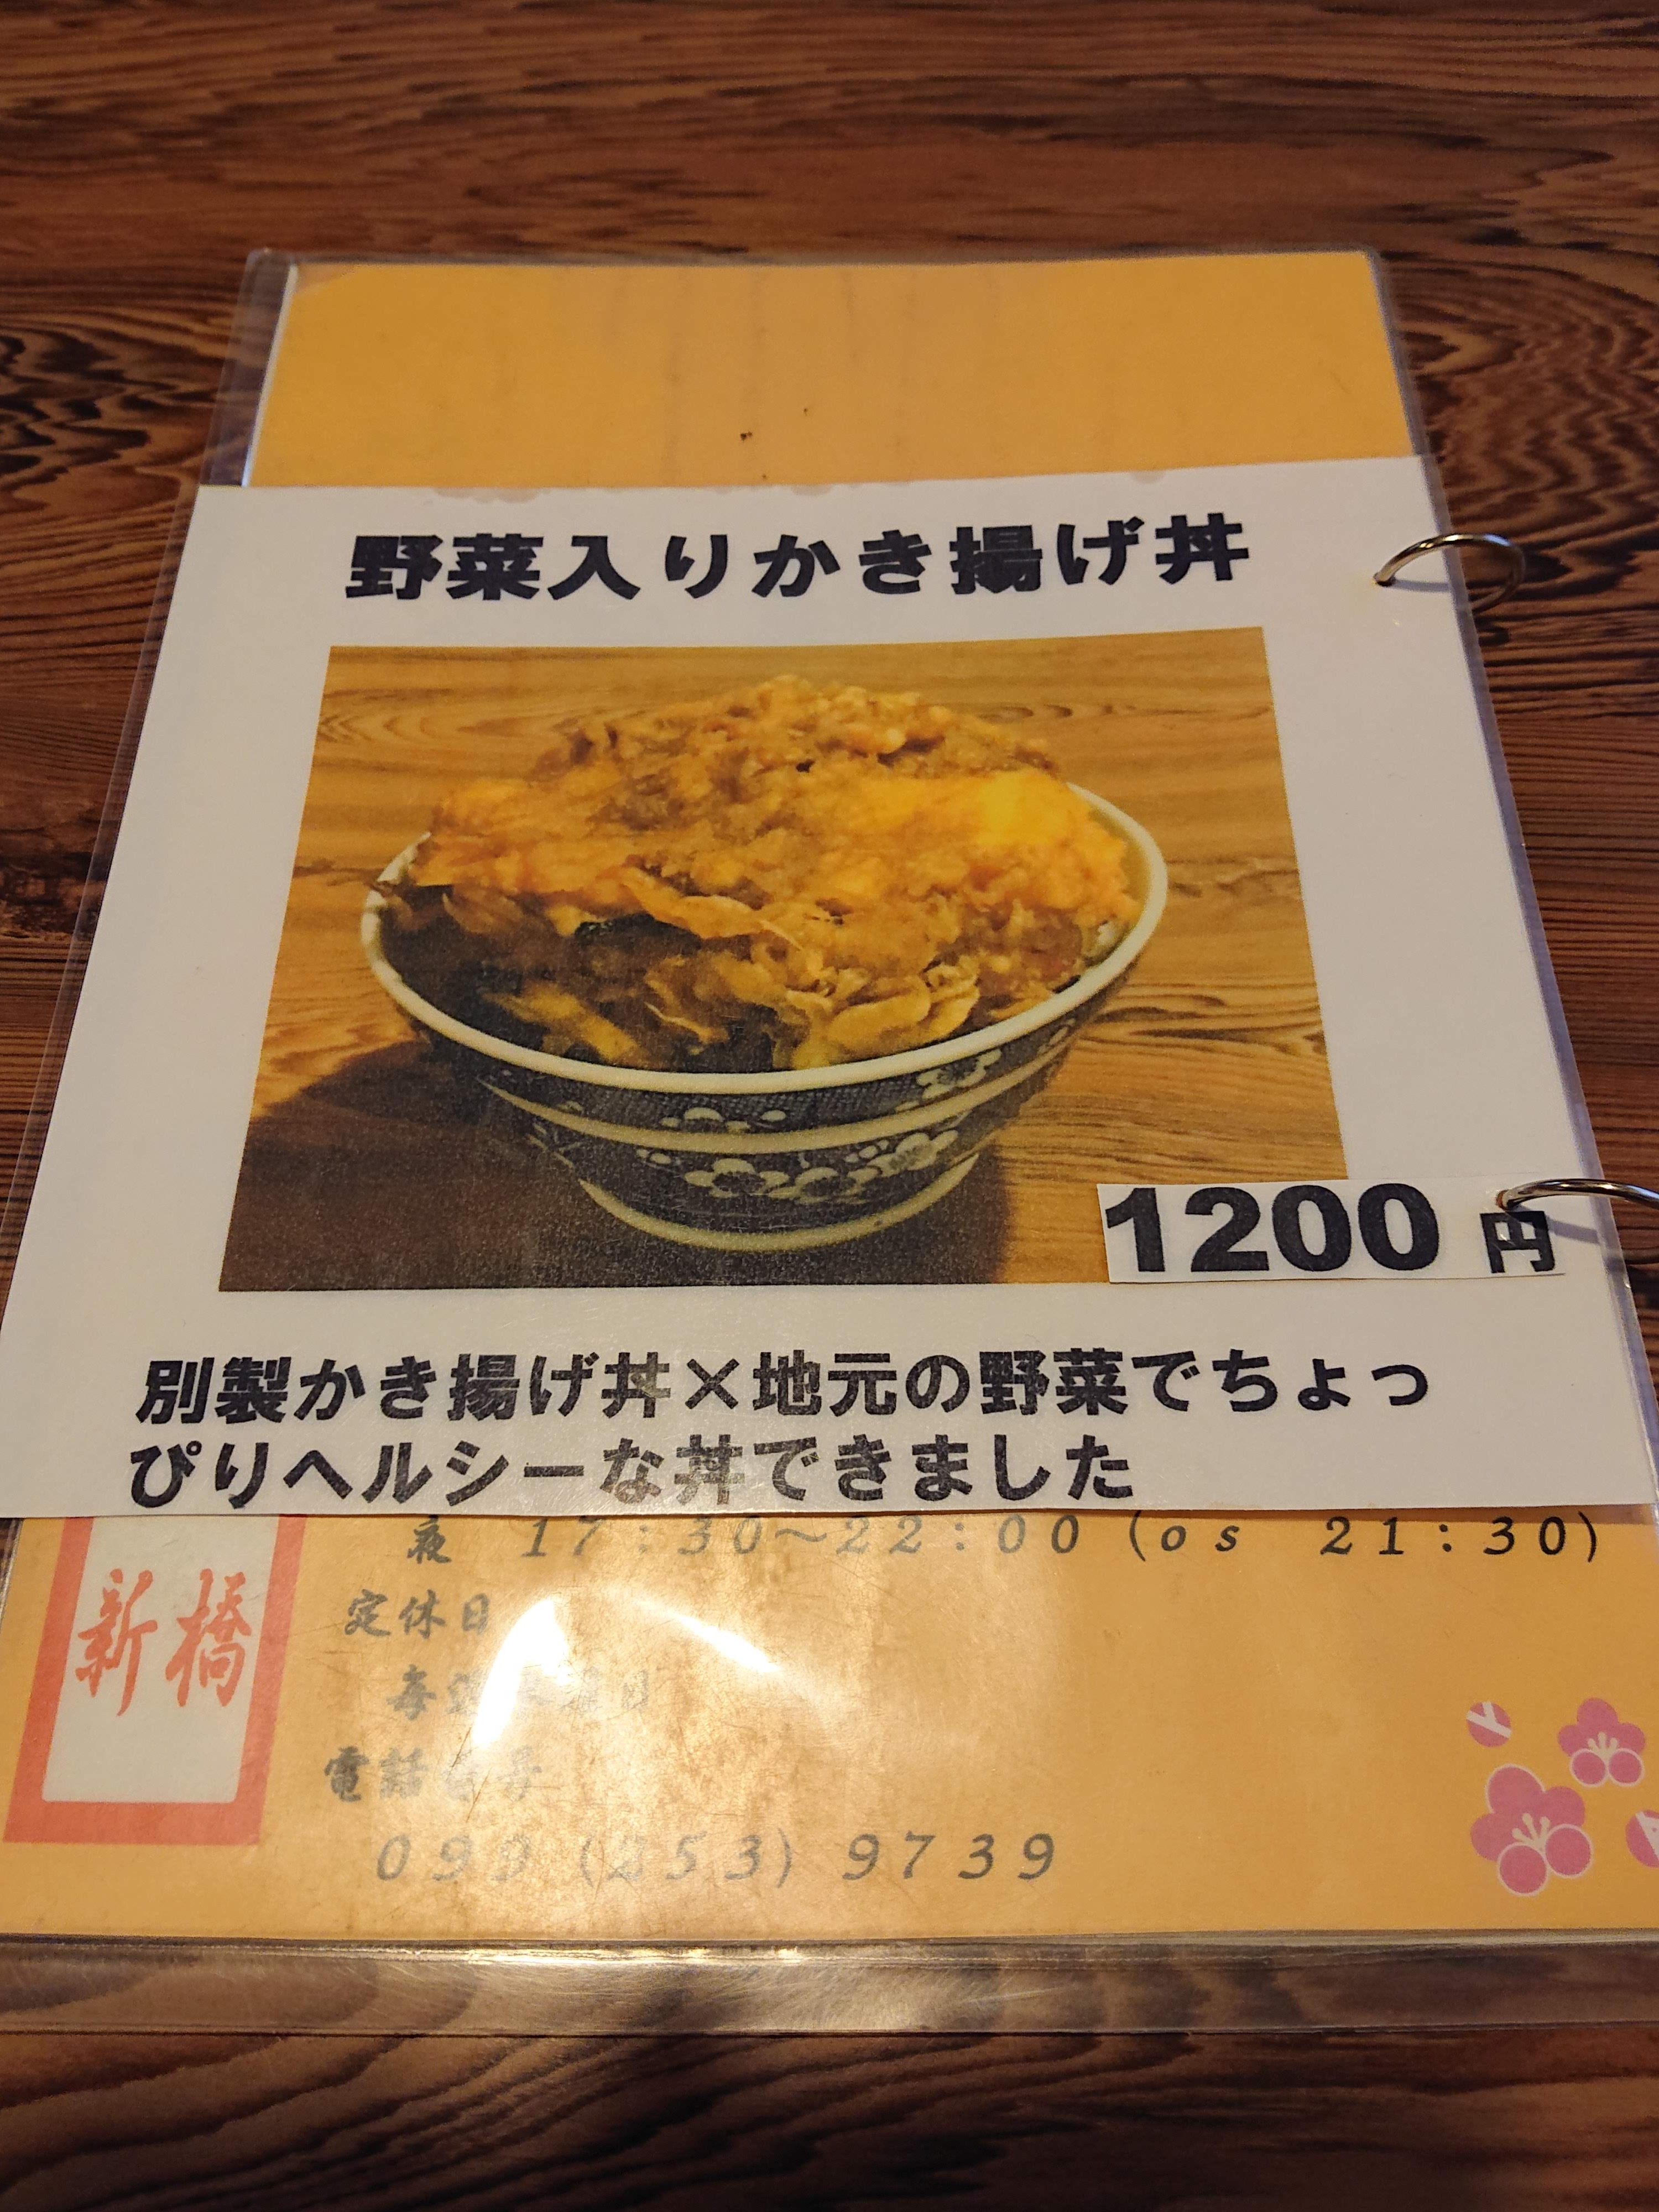 野菜入りかき揚げ丼
1200 円
別製かき揚げ丼×地元の野菜でちょっ
ぴりヘルシーな丼できました
夜 17:30~22:00 (os 21:30)
新橋
定休日
電話番号
099 (253) 9739